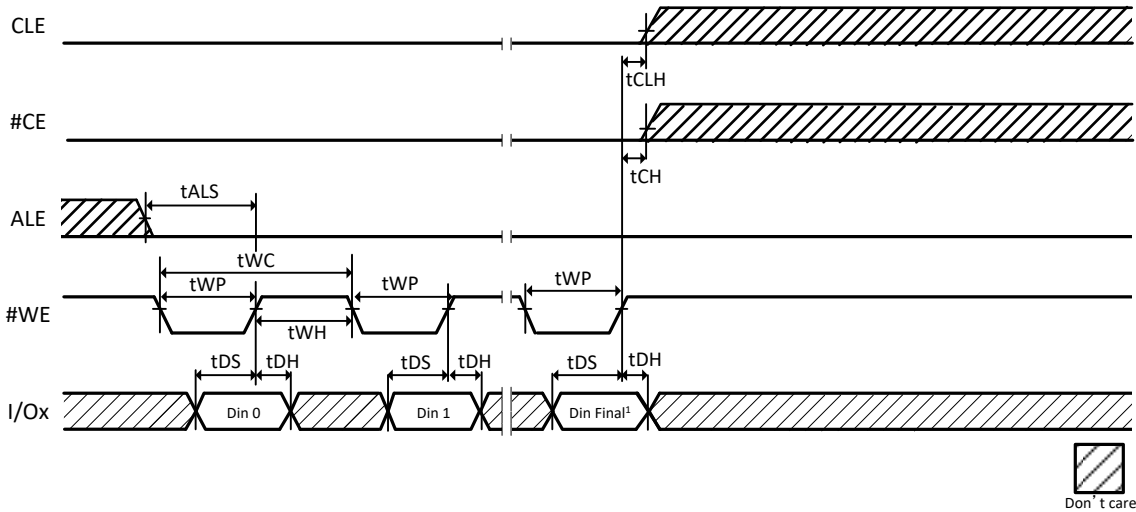 CLE
tCLH
#CE
tCH
tALS
ALE
tWC
tWP tWP tWP
#WE
tWH
tDS tDH tDS tDH tDS tDH
I/Ox Din 0 Din 1 Din Final¹
Don't care